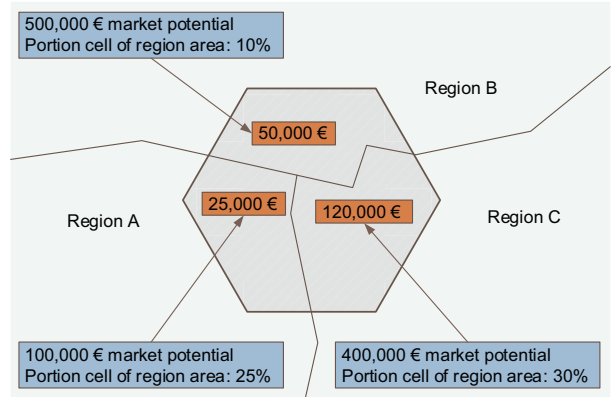 500,000 € market potential
Portion cell of region area: 10%
Region B
50,000 €
25,000 €
120,000 €
Region A
Region C
100,000 € market potential
Portion cell of region area: 25%
400,000 € market potential
Portion cell of region area: 30%